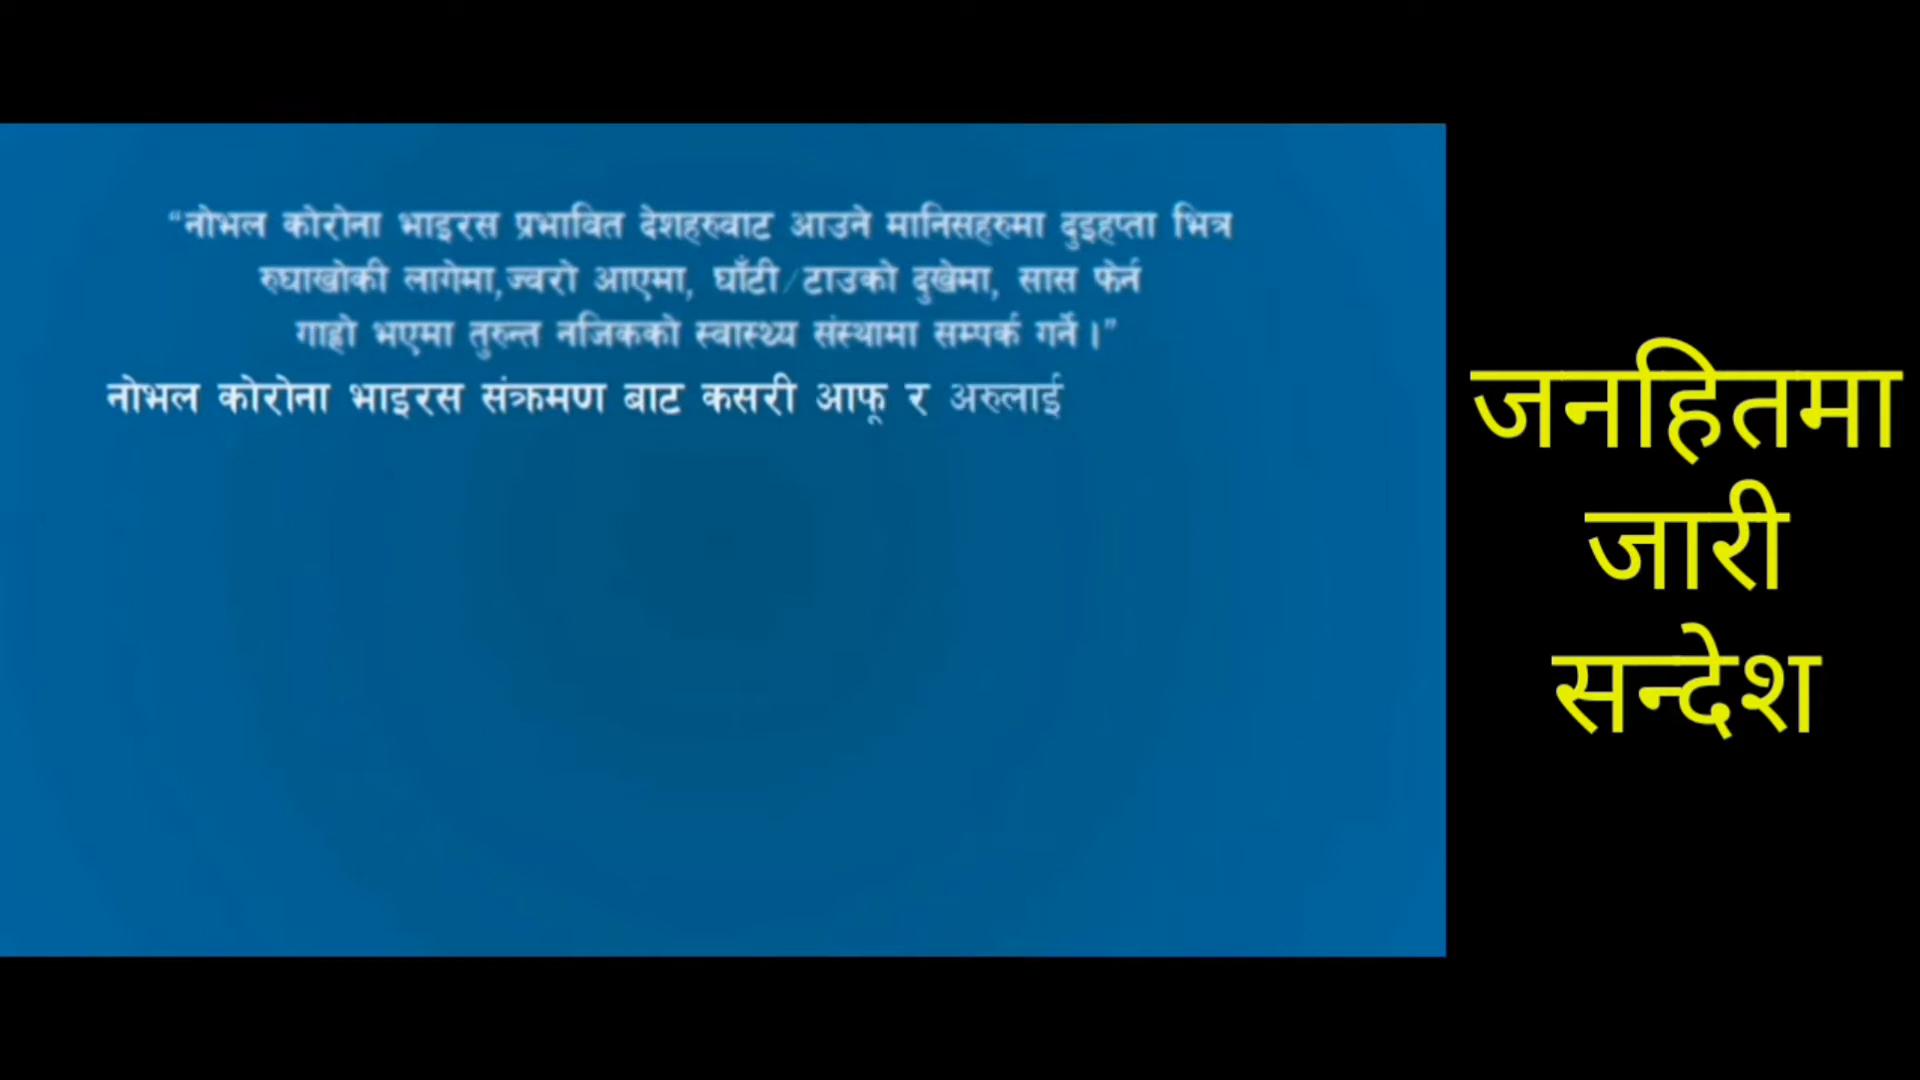 “नोभल कोरोना भाइरस प्रभावित देशहरुबाट आउने मानिसहरुमा दुइहप्ता भित्र
रुघाखोकी लागेमा,ज्वरो आएमा, घाँटी/टाउको दुखेमा, सास फेर्न
गाह्रो भएमा तुरुन्त नजिकको स्वास्थ्य संस्थामा सम्पर्क गर्ने।”
नोभल कोरोना भाइरस संक्रमण बाट कसरी आफू र अरुलाई
जनहितमा
जारी
सन्देश